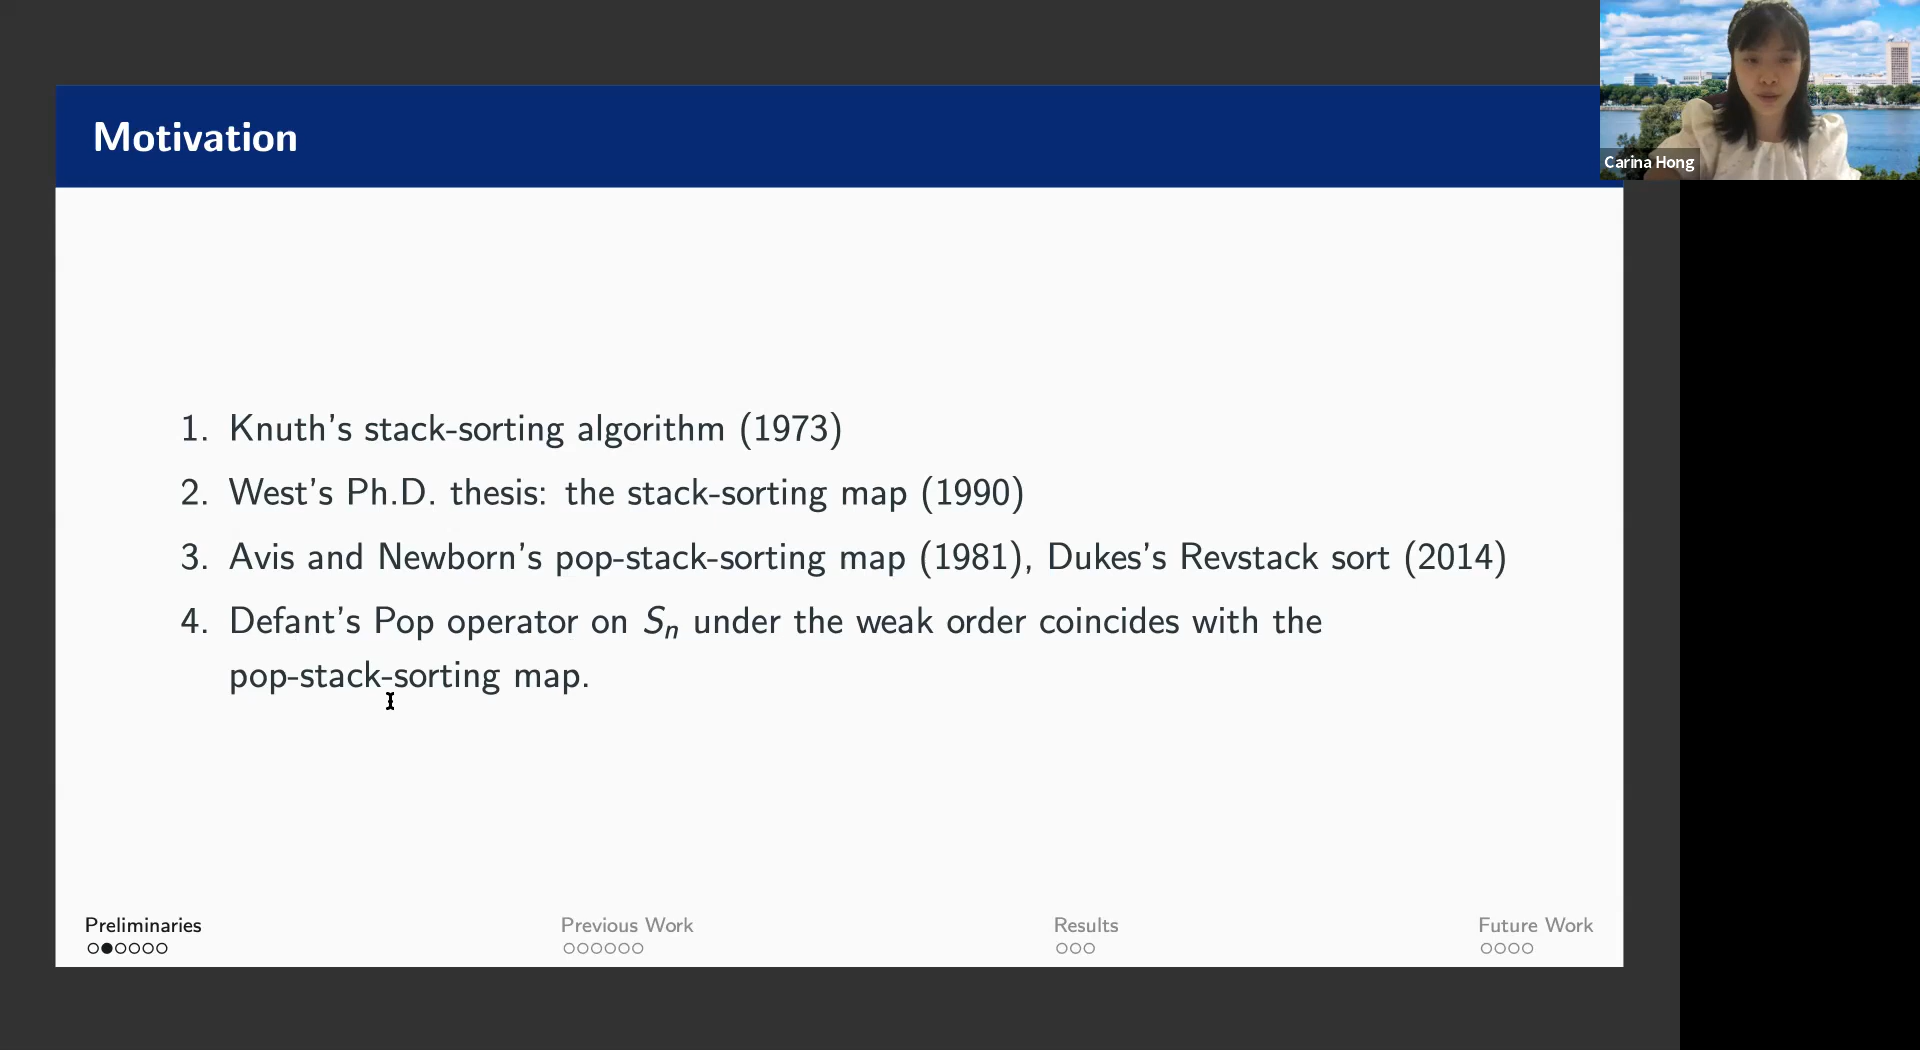 Motivation
Carina Hong
1. Knuth's stack-sorting algorithm (1973)
2. West's Ph.D. thesis: the stack-sorting map (1990)
3. Avis and Newborn's pop-stack-sorting map (1981), Dukes's Revstack sort (2014)
4. Defant's Pop operator on Sₙ under the weak order coincides with the
pop-stack-sorting map.
Preliminaries
Previous Work
Results
Future Work